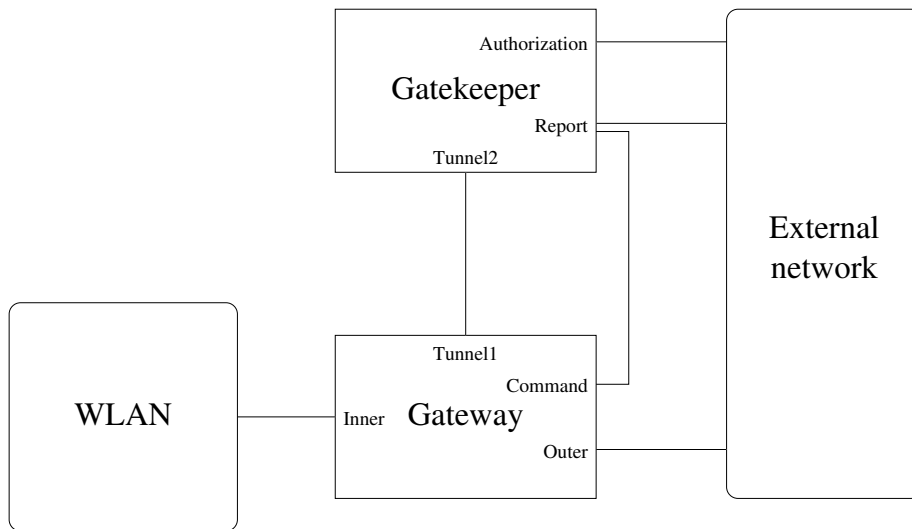 Authorization
Gatekeeper
Report
Tunnel2
External
network
Tunnel1
Command
WLAN
Inner
Gateway
Outer